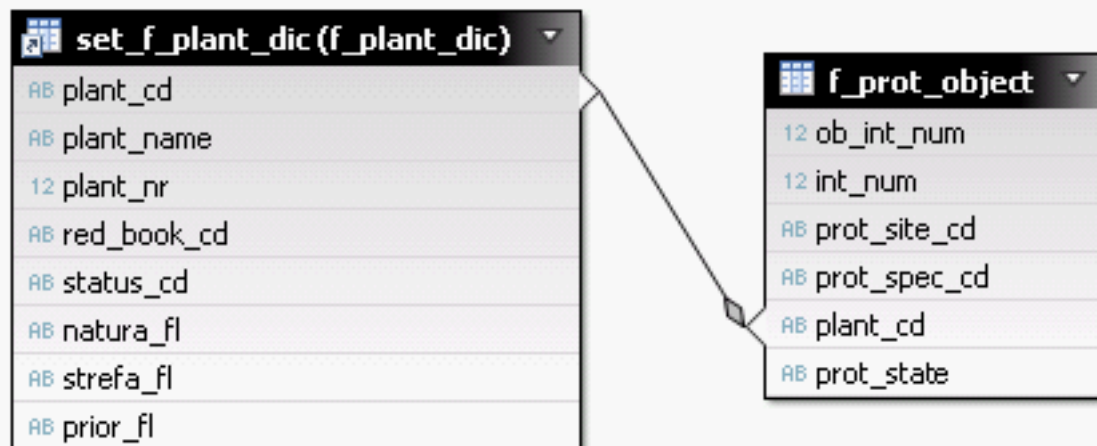 set_f_plant_dic (f_plant_dic)
AB plant_cd
AB plant_name
12 plant_nr
AB red_book_cd
AB status_cd
AB natura_fl
AB strefa_fl
AB prior_fl
f_prot_object
12 ob_int_num
12 int_num
AB prot_site_cd
AB prot_spec_cd
AB plant_cd
AB prot_state